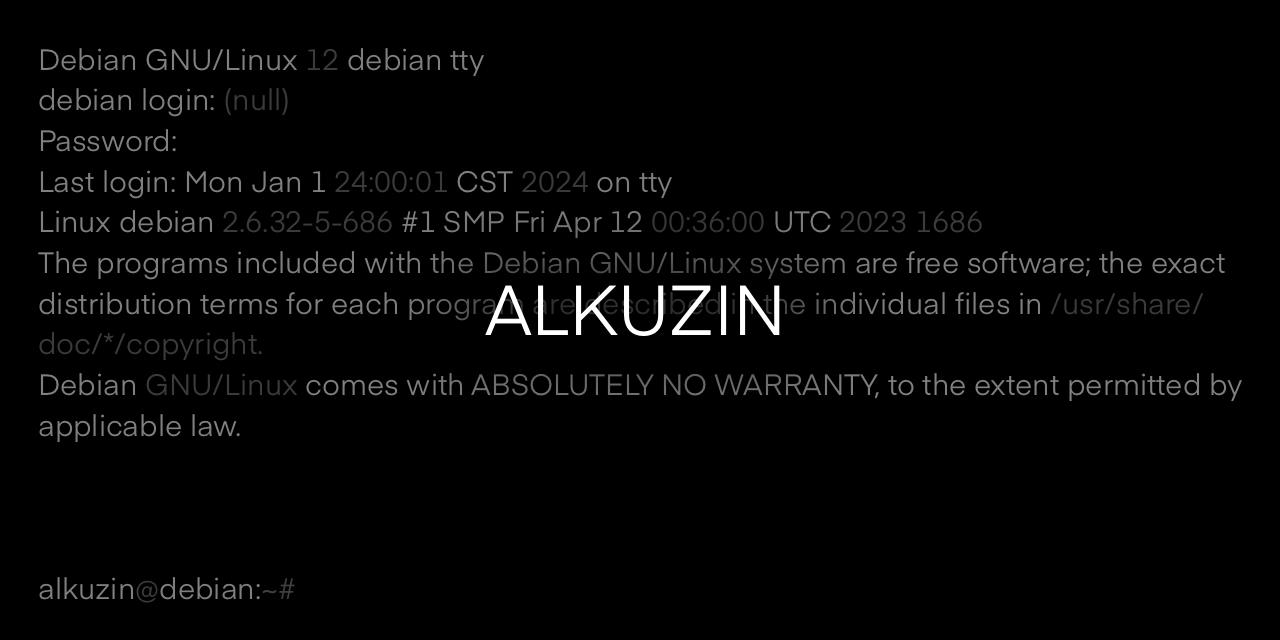 Debian GNU/Linux 12 debian tty
debian login: (null)
Password:
Last login: Mon Jan 1 24:00:01 CST 2024 on tty
Linux debian 2.6.32-5-686 #1 SMP Fri Apr 12 00:36:00 UTC 2023 1686
The programs included with the Debian GNU/Linux system are free software; the exact
distribution terms for each program are described in the individual files in /usr/share/
ALKUZIN
doc/*/copyright.
Debian GNU/Linux comes with ABSOLUTELY NO WARRANTY, to the extent permitted by
applicable law.
alkuzin@debian:~#